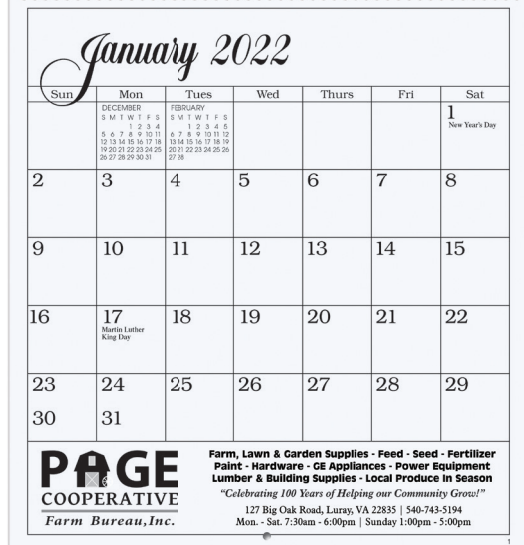 January 2022
Sun Mon Tues Wed Thurs Fri Sat
DECEMBER
S M T W T F S
1 2 3 4
5 6 7 8 9 10 11
12 13 14 15 16 17 18
19 20 21 22 23 24 25
26 27 28 29 30 31
FEBRUARY
S M T W T F S
1 2 3 4 5
6 7 8 9 10 11 12
13 14 15 16 17 18 19
20 21 22 23 24 25 26
27 28
1
New Year's Day
2 3 4 5 6 7 8
9 10 11 12 13 14 15
16 17 18 19 20 21 22
Martin Luther
King Day
23 24 25 26 27 28 29
30 31
PAGE
COOPERATIVE
Farm Bureau, Inc.
Farm, Lawn & Garden Supplies - Feed - Seed - Fertilizer
Paint - Hardware - GE Appliances - Power Equipment
Lumber & Building Supplies - Local Produce In Season
“Celebrating 100 Years of Helping our Community Grow!”
127 Big Oak Road, Luray, VA 22835 | 540-743-5194
Mon. - Sat. 7:30am - 6:00pm | Sunday 1:00pm - 5:00pm
1